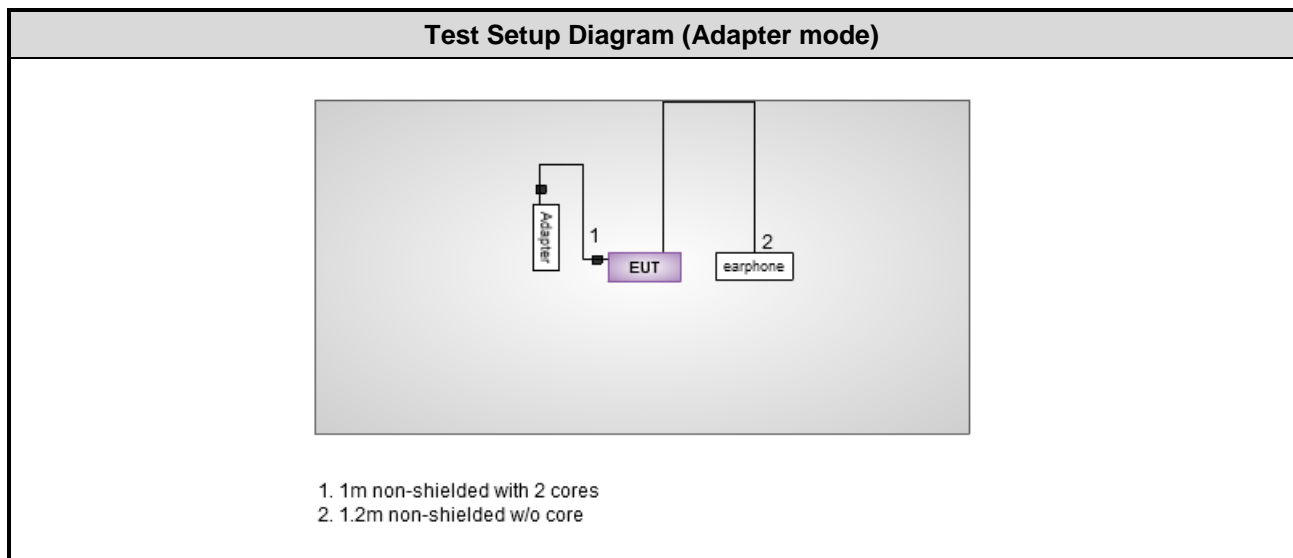 Test Setup Diagram (Adapter mode)
Adapter
1
EUT
2
earphone
1. 1m non-shielded with 2 cores
2. 1.2m non-shielded w/o core